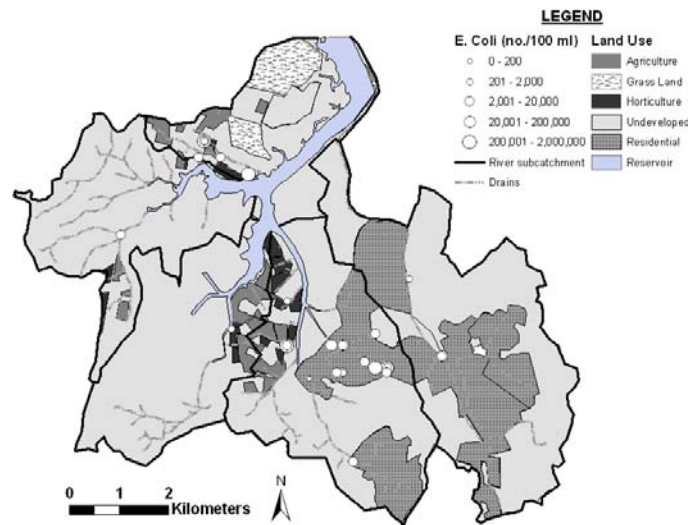 LEGEND
E. Coli (no./100 ml) Land Use
0 - 200 Agriculture
201 - 2,000 Grass Land
2,001 - 20,000 Horticulture
20,001 - 200,000 Undeveloped
200,001 - 2,000,000 Residential
River subcatchment Reservoir
Drains
N
0 1 2
Kilometers